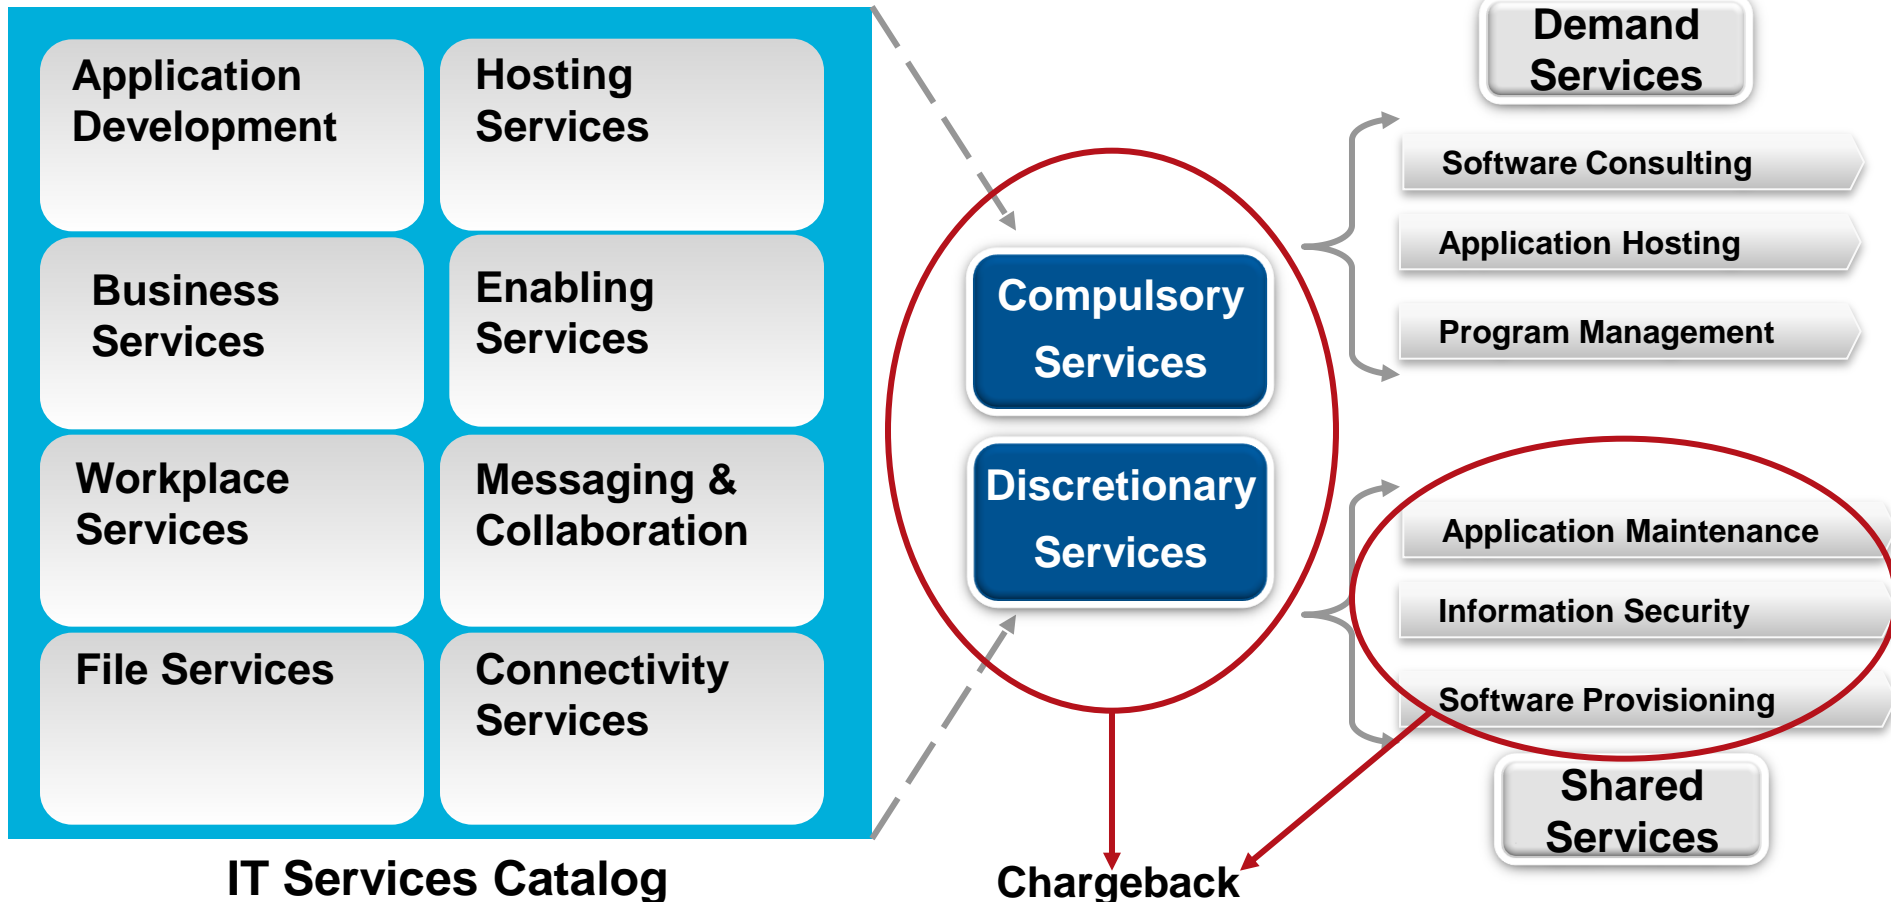 Application
Development
Hosting
Services
Business
Services
Enabling
Services
Workplace
Services
Messaging &
Collaboration
File Services
Connectivity
Services
IT Services Catalog
Compulsory
Services
Discretionary
Services
Chargeback
Demand
Services
Software Consulting
Application Hosting
Program Management
Application Maintenance
Information Security
Software Provisioning
Shared
Services